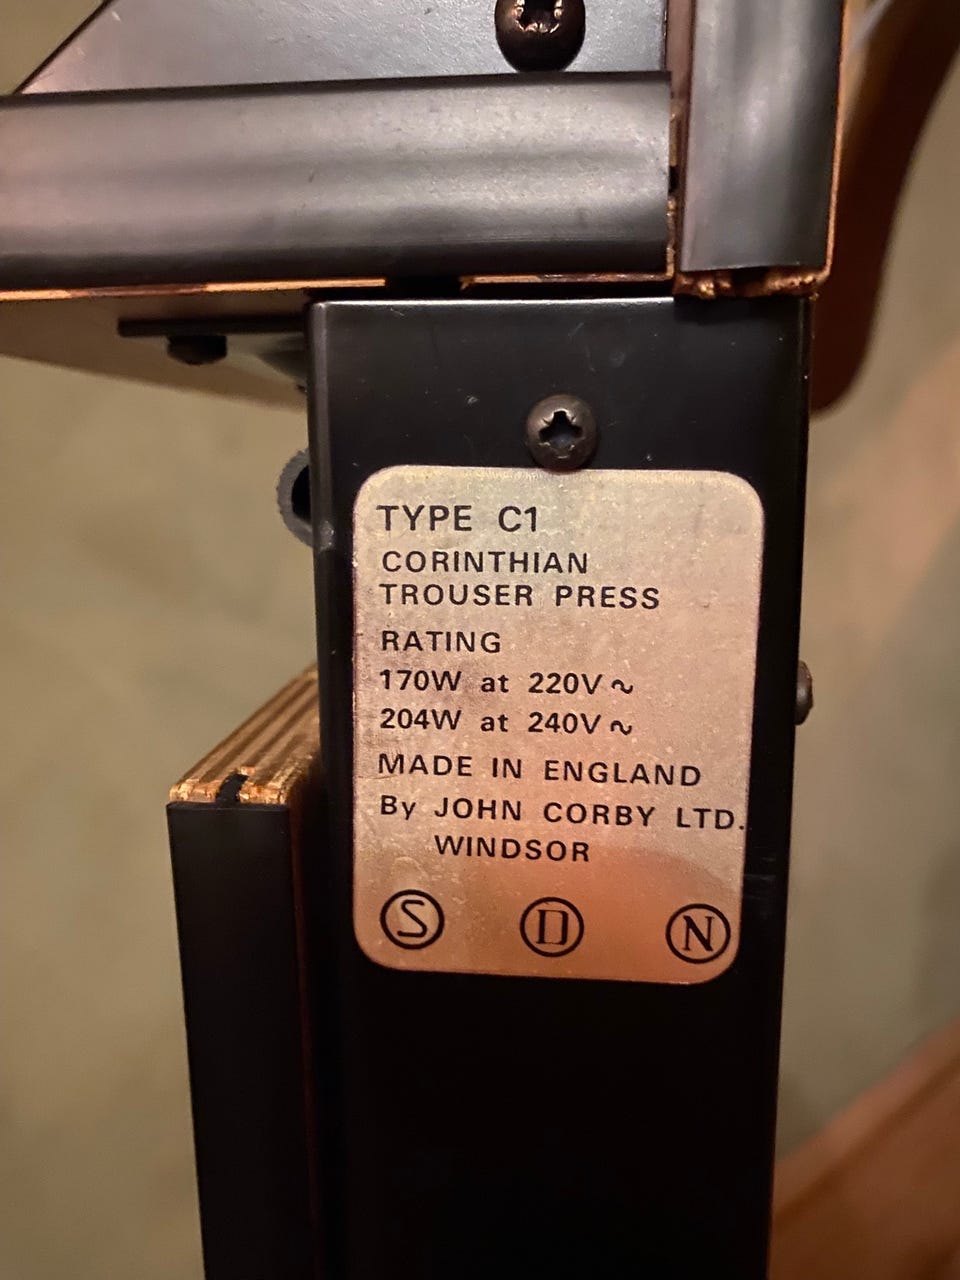 TYPE C1
CORINTHIAN
TROUSER PRESS
RATING
170W at 220V ~
204W at 240V ~
MADE IN ENGLAND
By JOHN CORBY LTD.
WINDSOR
S D N